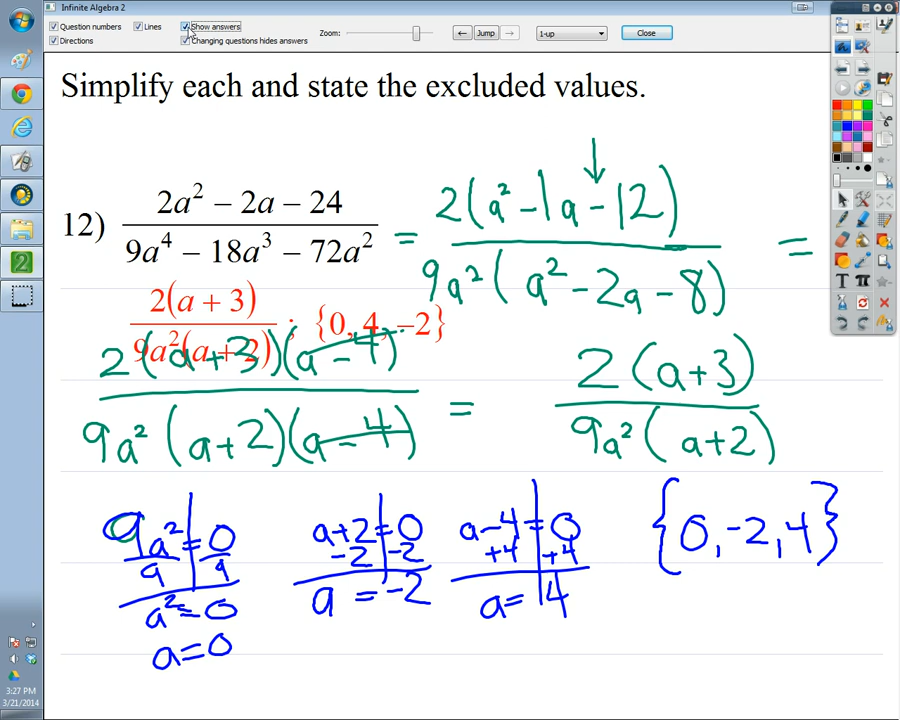 Infinite Algebra 2
Question numbers Lines Show answers
Directions Changing questions hides answers
Zoom: ← Jump → 1-up Close
Simplify each and state the excluded values.
12) (2a² − 2a − 24)/(9a⁴ − 18a³ − 72a²) = 2(a² − 1a − 12)/9a²(a² − 2a − 8) =
2(a + 3)/9a²(a + 2) ; {0, 4, −2}
2(a+3)(a−4)/9a²(a+2)(a−4) = 2(a+3)/9a²(a+2)
9a² = 0
9 9
a² = 0
a = 0
a+2 = 0
−2 −2
a = −2
a−4 = 0
+4 +4
a = 4
{0, −2, 4}
3:27 PM
3/21/2014